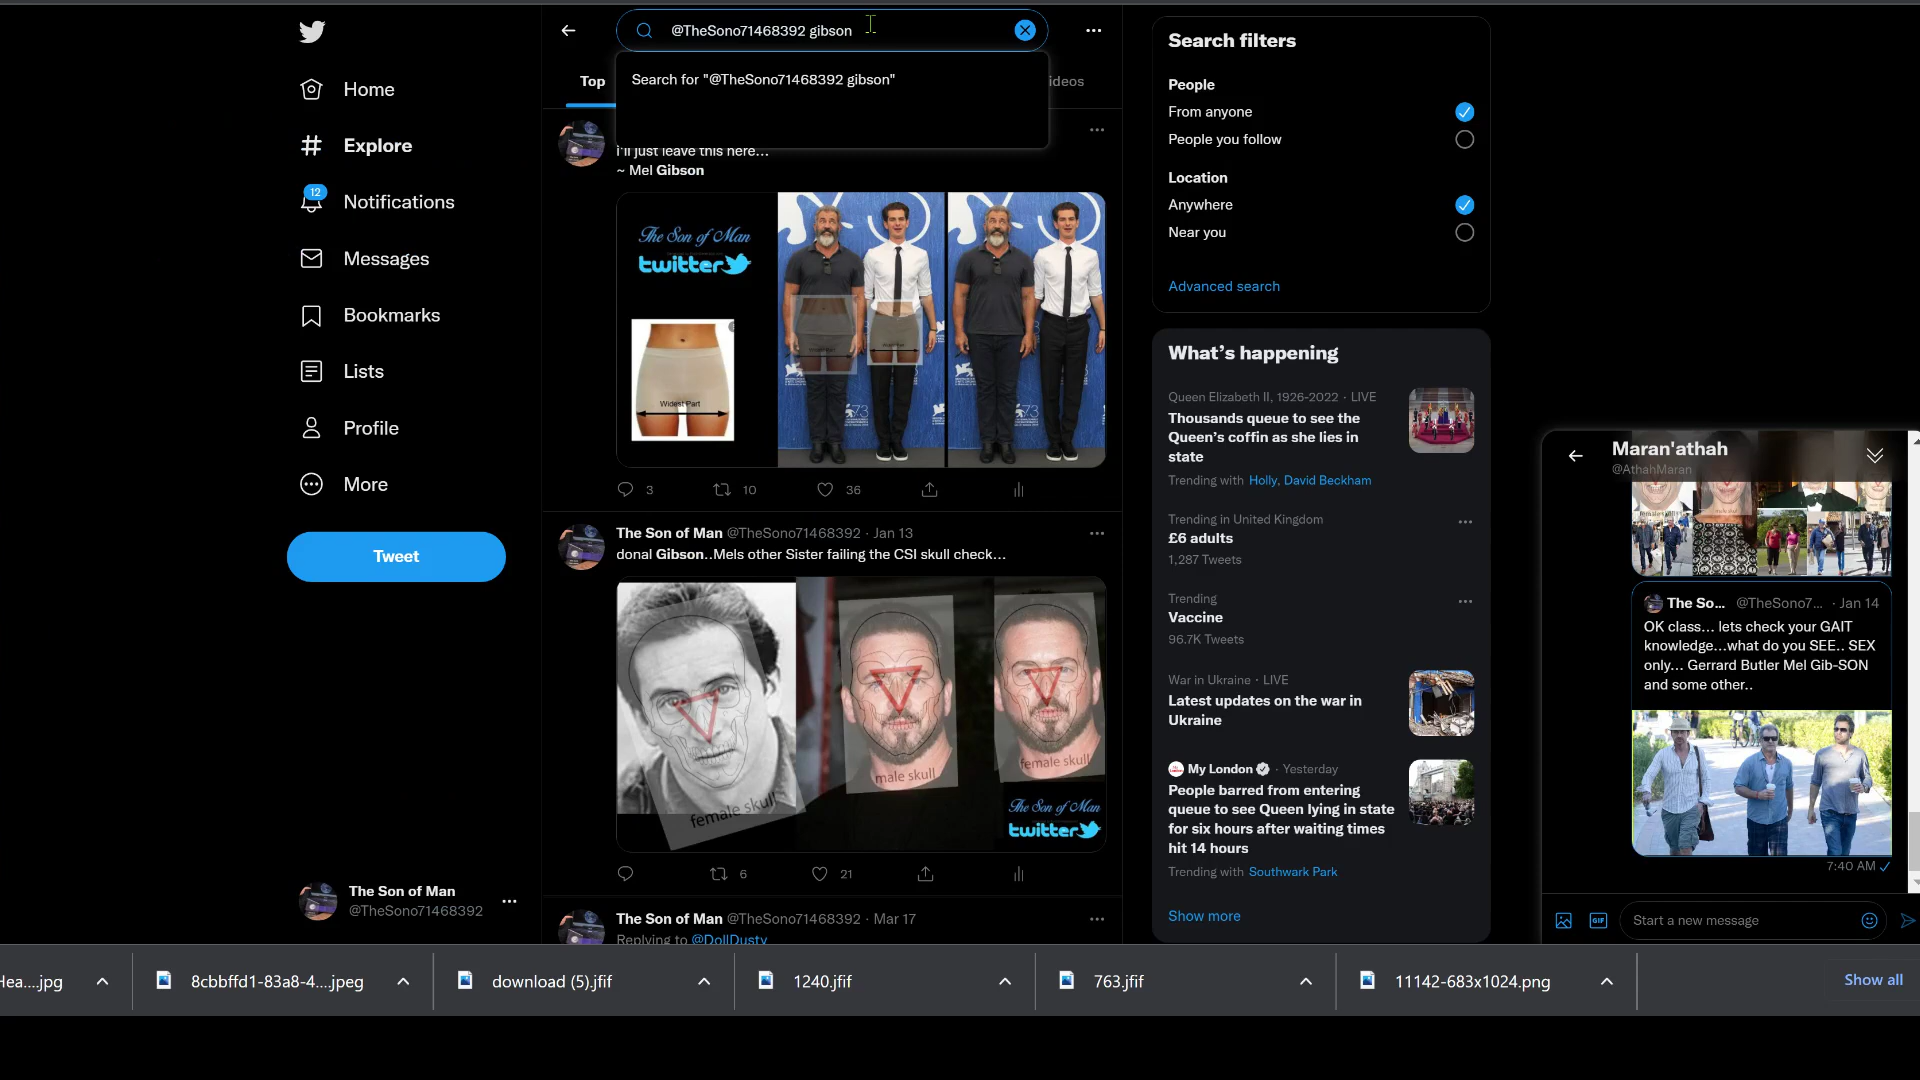 Home
Explore
12
Notifications
Messages
Bookmarks
Lists
Profile
More
Tweet
The Son of Man
@TheSono71468392
@TheSono71468392 gibson
Search for "@TheSono71468392 gibson"
Top
ideos
i'll just leave this here...
~ Mel Gibson
The Son of Man
twitter
Widest Part
73
3
10
36
The Son of Man @TheSono71468392 · Jan 13
donal Gibson..Mels other Sister failing the CSI skull check...
female skull
male skull
female skull
The Son of Man
twitter
6
21
The Son of Man @TheSono71468392 · Mar 17
Replying to @DollDusty
Search filters
People
From anyone
People you follow
Location
Anywhere
Near you
Advanced search
What's happening
Queen Elizabeth II, 1926-2022 · LIVE
Thousands queue to see the
Queen's coffin as she lies in
state
Trending with Holly, David Beckham
Trending in United Kingdom
£6 adults
1,287 Tweets
Trending
Vaccine
96.7K Tweets
War in Ukraine · LIVE
Latest updates on the war in
Ukraine
My London · Yesterday
People barred from entering
queue to see Queen lying in state
for six hours after waiting times
hit 14 hours
Trending with Southwark Park
Show more
Maran'athah
@AthahMaran
The So... @TheSono7... · Jan 14
OK class... lets check your GAIT
knowledge...what do you SEE.. SEX
only... Gerrard Butler Mel Gib-SON
and some other..
7:40 AM
GIF
Start a new message
Hea....jpg
8cbbffd1-83a8-4....jpeg
download (5).jfif
1240.jfif
763.jfif
11142-683x1024.png
Show all